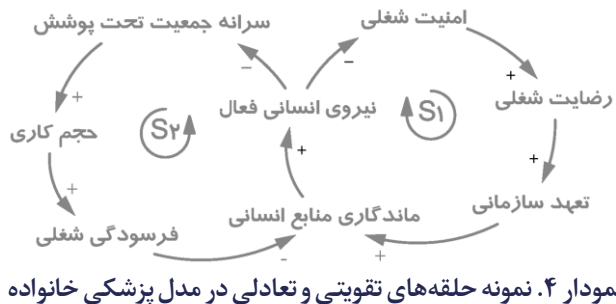 سرانه جمعیت تحت پوشش
امنیت شغلی
رضایت شغلی
تعهد سازمانی
ماندگاری منابع انسانی
نیروی انسانی فعال
حجم کاری
فرسودگی شغلی
S۱
S۲
−
−
+
+
+
+
+
+
−
نمودار ۴. نمونه حلقه‌های تقویتی و تعادلی در مدل پزشکی خانواده